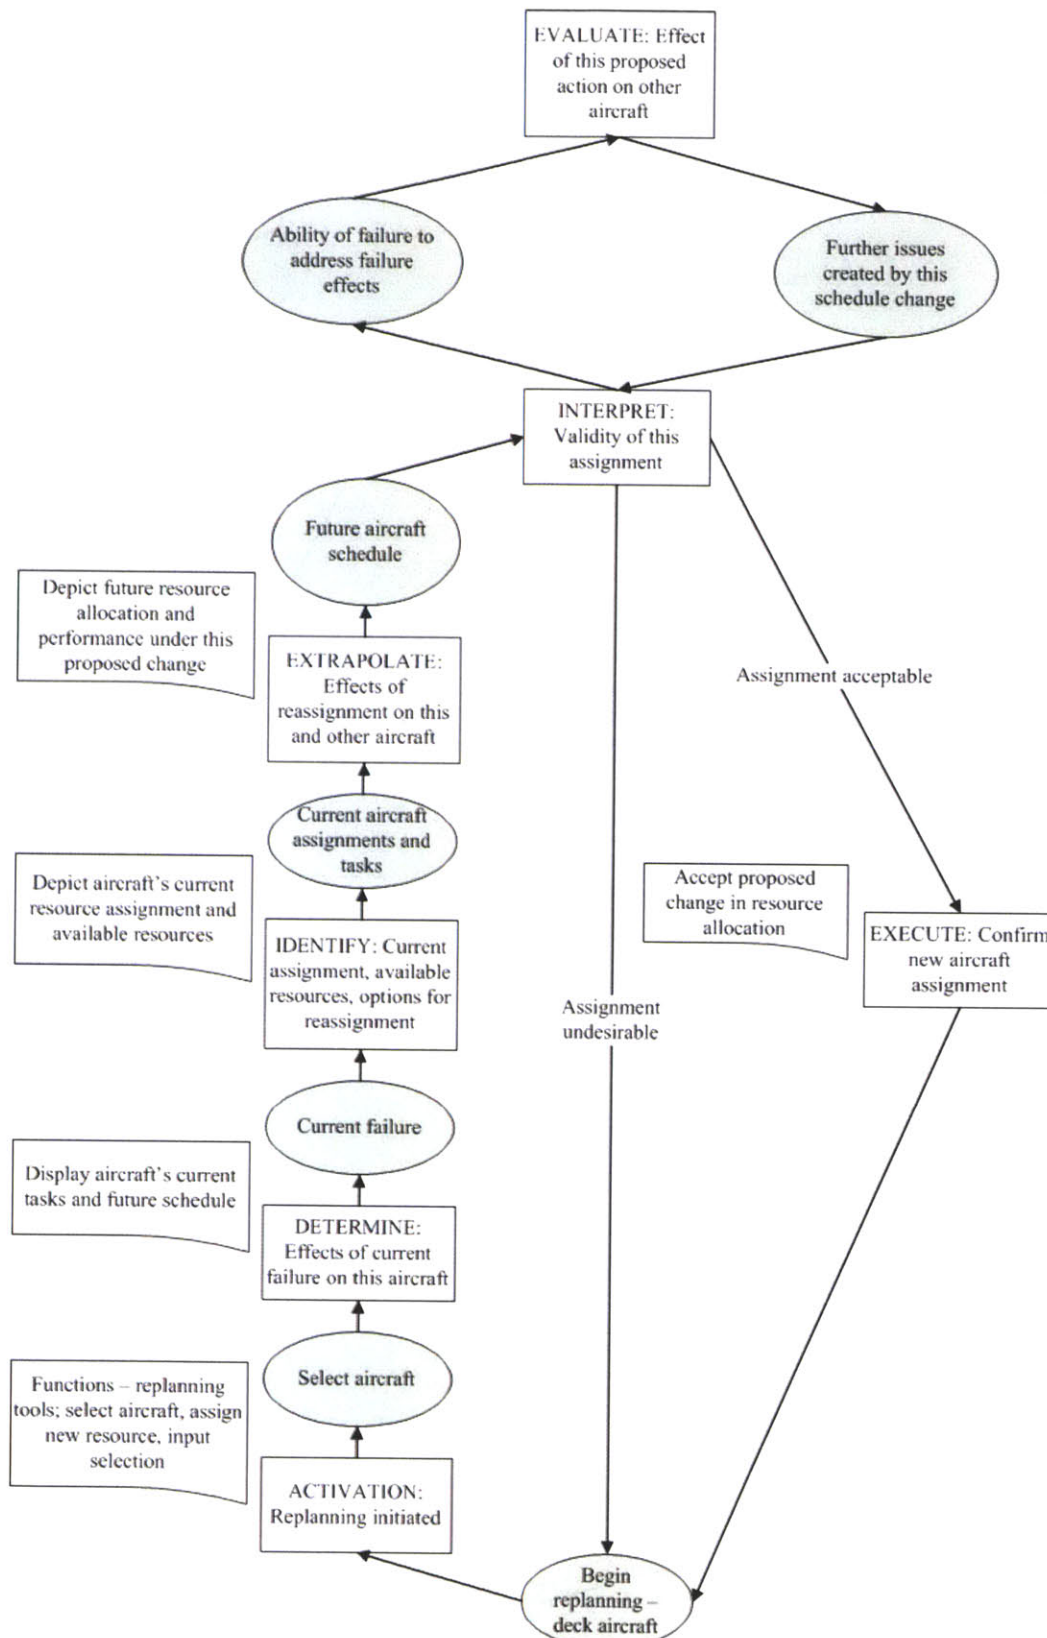 EVALUATE: Effect
of this proposed
action on other
aircraft
Ability of failure to
address failure
effects
Further issues
created by this
schedule change
INTERPRET:
Validity of this
assignment
Future aircraft
schedule
Depict future resource
allocation and
performance under this
proposed change
EXTRAPOLATE:
Effects of
reassignment on this
and other aircraft
Assignment acceptable
Current aircraft
assignments and
tasks
Depict aircraft's current
resource assignment and
available resources
Accept proposed
change in resource
allocation
IDENTIFY: Current
assignment, available
resources, options for
reassignment
EXECUTE: Confirm
new aircraft
assignment
Assignment
undesirable
Current failure
Display aircraft's current
tasks and future schedule
DETERMINE:
Effects of current
failure on this aircraft
Select aircraft
Functions – replanning
tools; select aircraft, assign
new resource, input
selection
ACTIVATION:
Replanning initiated
Begin
replanning –
deck aircraft